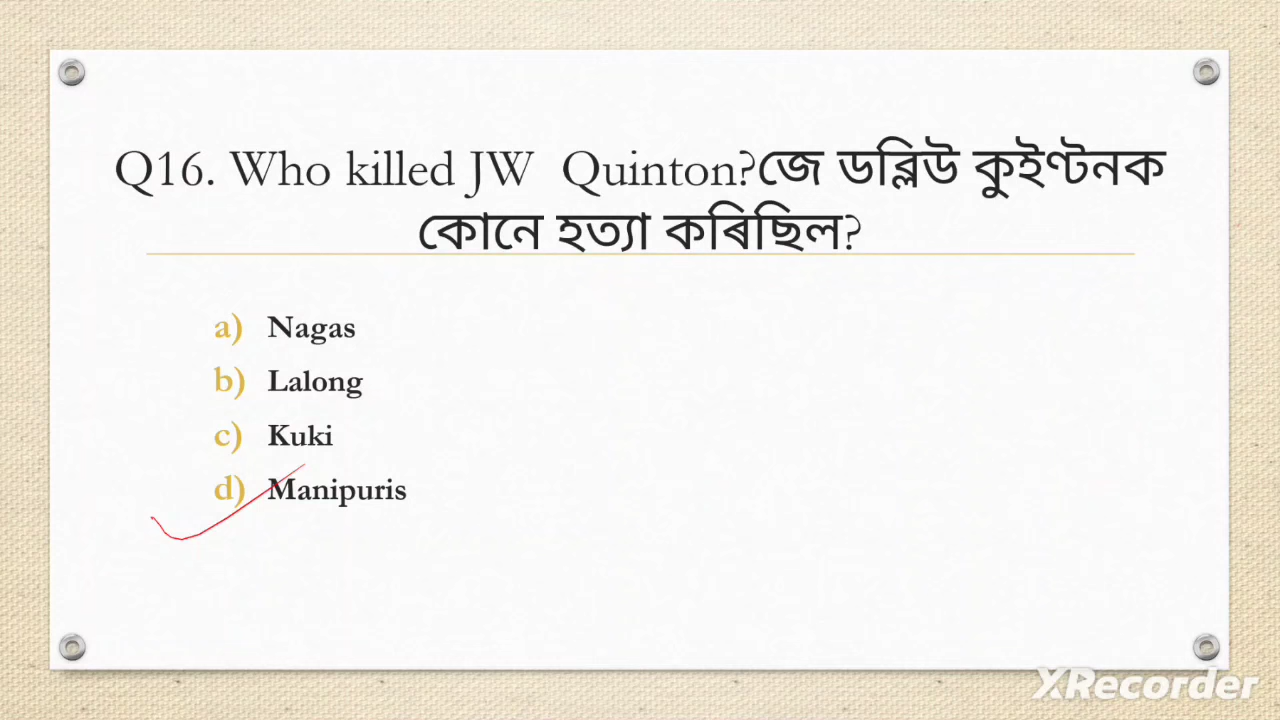 Q16. Who killed JW Quinton?জে ডব্লিউ কুইণ্টনক
কোনে হত্যা কৰিছিল?
a) Nagas
b) Lalong
c) Kuki
d) Manipuris
XRecorder